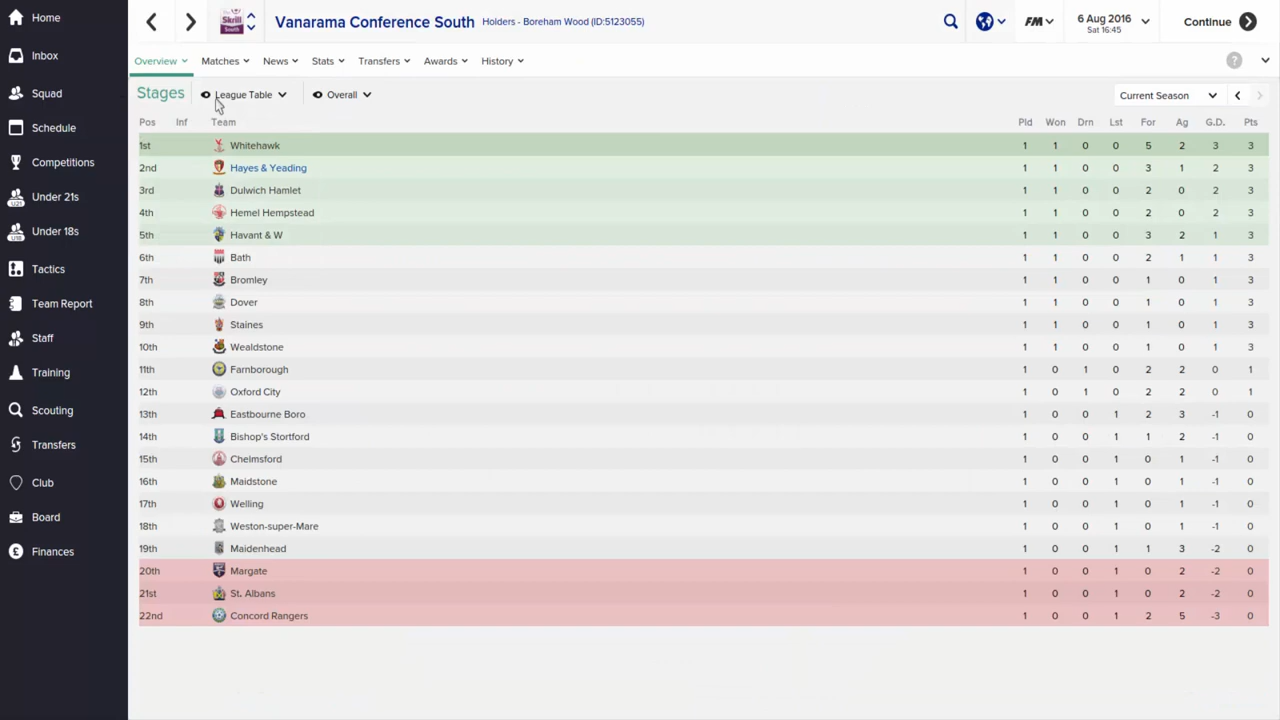 Home
Inbox
Squad
Schedule
Competitions
Under 21s
Under 18s
Tactics
Team Report
Staff
Training
Scouting
Transfers
Club
Board
Finances
Vanarama Conference South Holders - Boreham Wood (ID:5123055)
FM
6 Aug 2016
Sat 16:45
Continue
Overview Matches News Stats Transfers Awards History ?
Stages League Table Overall Current Season
Pos Inf Team Pld Won Drn Lst For Ag G.D. Pts
1st Whitehawk 1 1 0 0 5 2 3 3
2nd Hayes & Yeading 1 1 0 0 3 1 2 3
3rd Dulwich Hamlet 1 1 0 0 2 0 2 3
4th Hemel Hempstead 1 1 0 0 2 0 2 3
5th Havant & W 1 1 0 0 3 2 1 3
6th Bath 1 1 0 0 2 1 1 3
7th Bromley 1 1 0 0 1 0 1 3
8th Dover 1 1 0 0 1 0 1 3
9th Staines 1 1 0 0 1 0 1 3
10th Wealdstone 1 1 0 0 1 0 1 3
11th Farnborough 1 0 1 0 2 2 0 1
12th Oxford City 1 0 1 0 2 2 0 1
13th Eastbourne Boro 1 0 0 1 2 3 -1 0
14th Bishop's Stortford 1 0 0 1 1 2 -1 0
15th Chelmsford 1 0 0 1 0 1 -1 0
16th Maidstone 1 0 0 1 0 1 -1 0
17th Welling 1 0 0 1 0 1 -1 0
18th Weston-super-Mare 1 0 0 1 0 1 -1 0
19th Maidenhead 1 0 0 1 1 3 -2 0
20th Margate 1 0 0 1 0 2 -2 0
21st St. Albans 1 0 0 1 0 2 -2 0
22nd Concord Rangers 1 0 0 1 2 5 -3 0